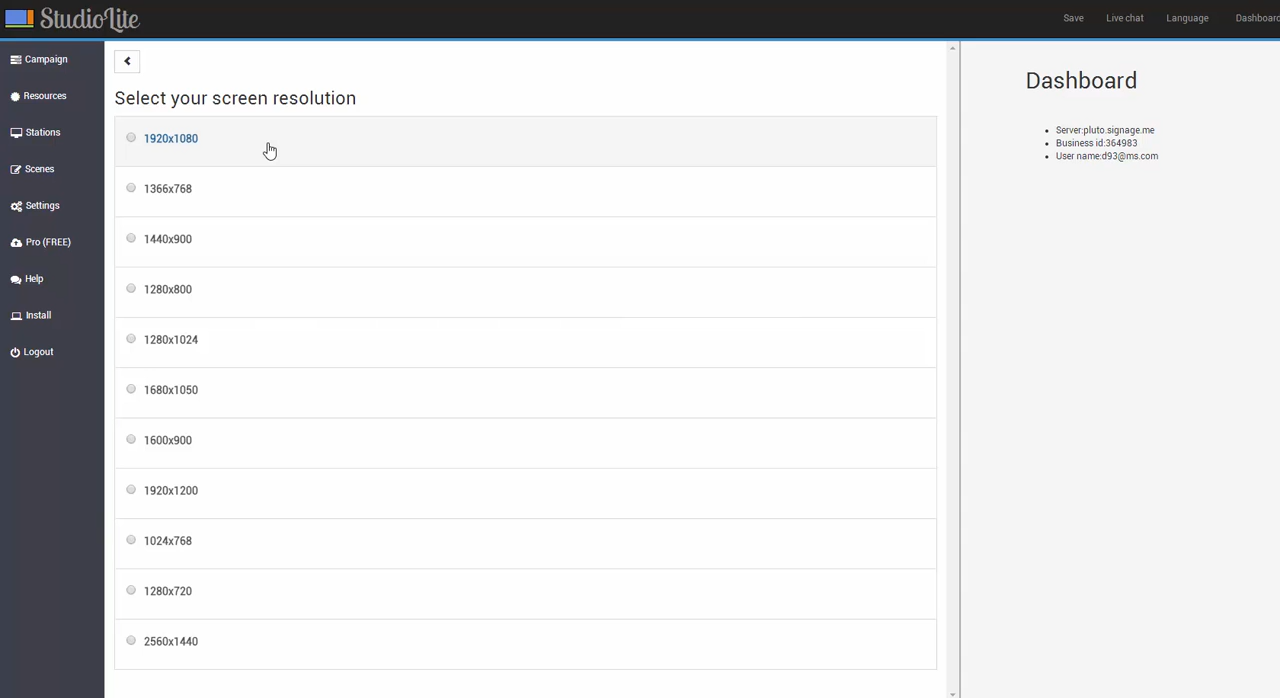 StudioLite
Save Live chat Language Dashboard
Campaign
Resources
Stations
Scenes
Settings
Pro (FREE)
Help
Install
Logout
Select your screen resolution
1920x1080
1366x768
1440x900
1280x800
1280x1024
1680x1050
1600x900
1920x1200
1024x768
1280x720
2560x1440
Dashboard
Server:pluto.signage.me
Business id:364983
User name:d93@ms.com